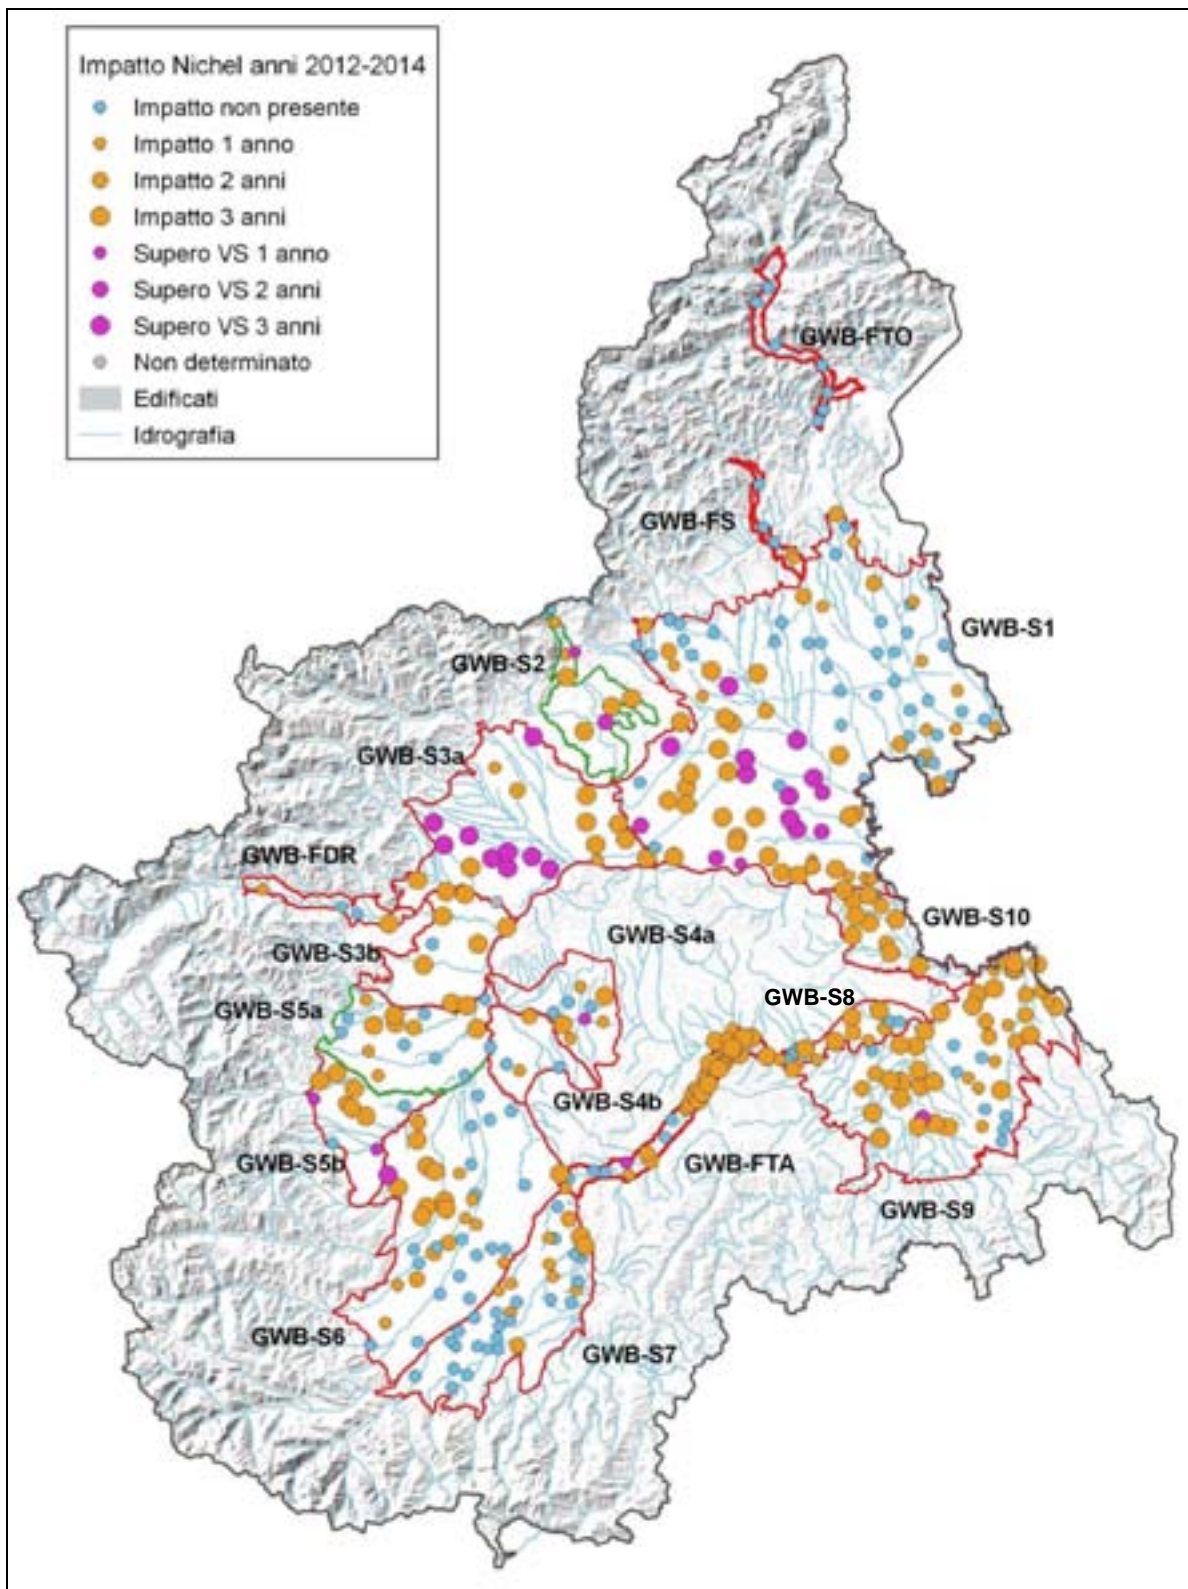 Impatto Nichel anni 2012-2014
Impatto non presente
Impatto 1 anno
Impatto 2 anni
Impatto 3 anni
Supero VS 1 anno
Supero VS 2 anni
Supero VS 3 anni
Non determinato
Edificati
Idrografia
GWB-FTO
GWB-FS
GWB-S1
GWB-S2
GWB-S3a
GWB-FDR
GWB-S10
GWB-S4a
GWB-S3b
GWB-S8
GWB-S5a
GWB-S4b
GWB-S5b
GWB-FTA
GWB-S9
GWB-S6
GWB-S7